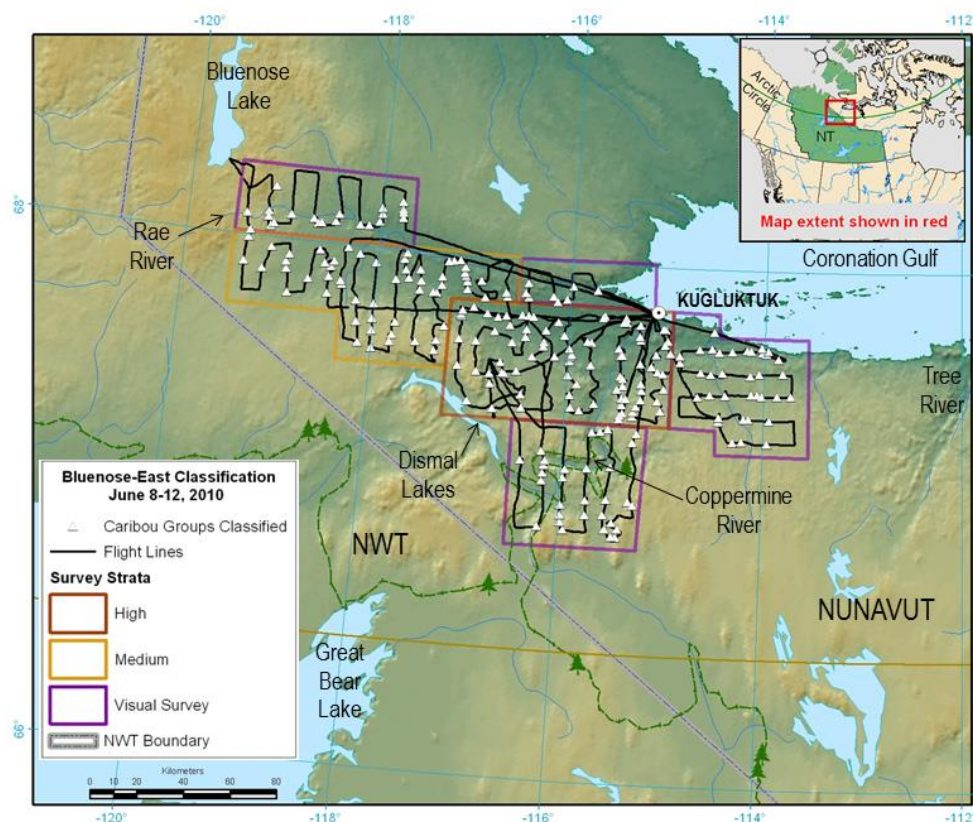 -120°
-118°
-116°
-114°
-112°
Bluenose
Lake
Arctic
Circle
NT
Map extent shown in red
68°
Rae
River
Coronation Gulf
KUGLUKTUK
Tree
River
Dismal
Lakes
Coppermine
River
Bluenose-East Classification
June 8-12, 2010
Caribou Groups Classified
Flight Lines
Survey Strata
High
Medium
Visual Survey
NWT Boundary
NWT
NUNAVUT
Great
Bear
Lake
66°
Kilometers
0 10 20 40 60 80
-120°
-118°
-116°
-114°
-112°